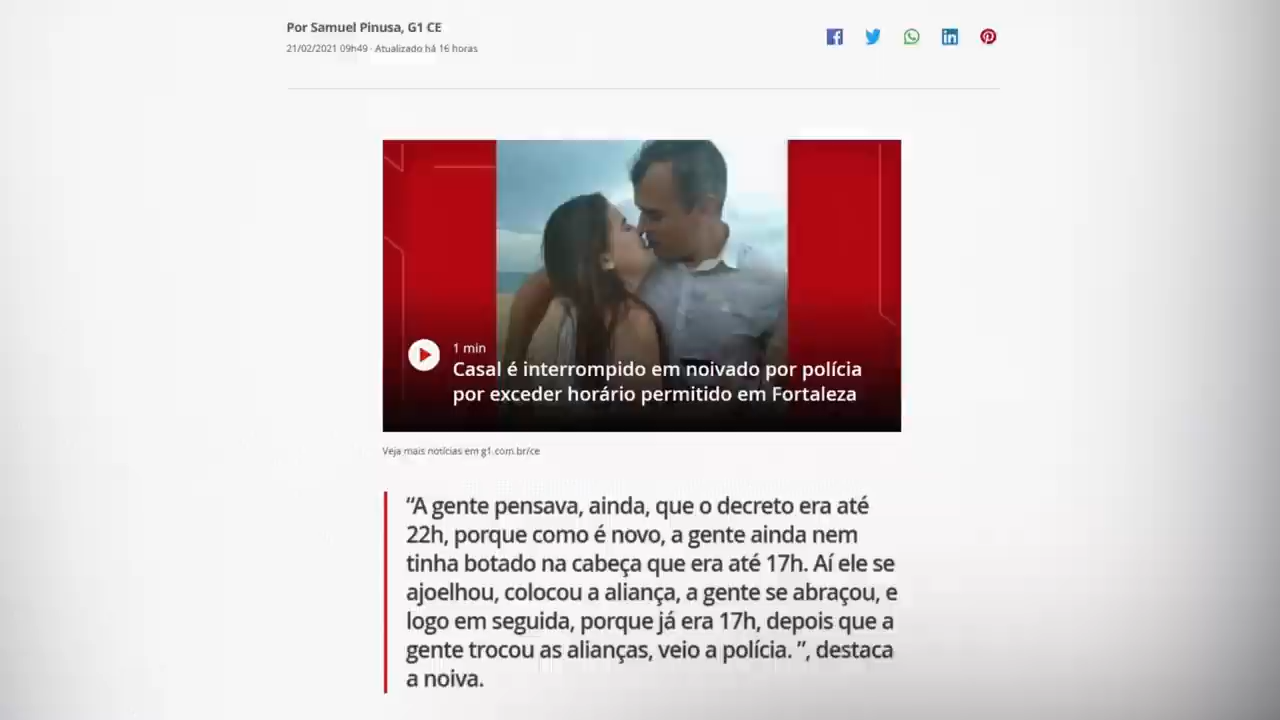 Por Samuel Pinusa, G1 CE
21/02/2021 09h49 · Atualizado há 16 horas
1 min
Casal é interrompido em noivado por polícia
por exceder horário permitido em Fortaleza
Veja mais notícias em g1.com.br/ce
“A gente pensava, ainda, que o decreto era até
22h, porque como é novo, a gente ainda nem
tinha botado na cabeça que era até 17h. Aí ele se
ajoelhou, colocou a aliança, a gente se abraçou, e
logo em seguida, porque já era 17h, depois que a
gente trocou as alianças, veio a polícia. ”, destaca
a noiva.